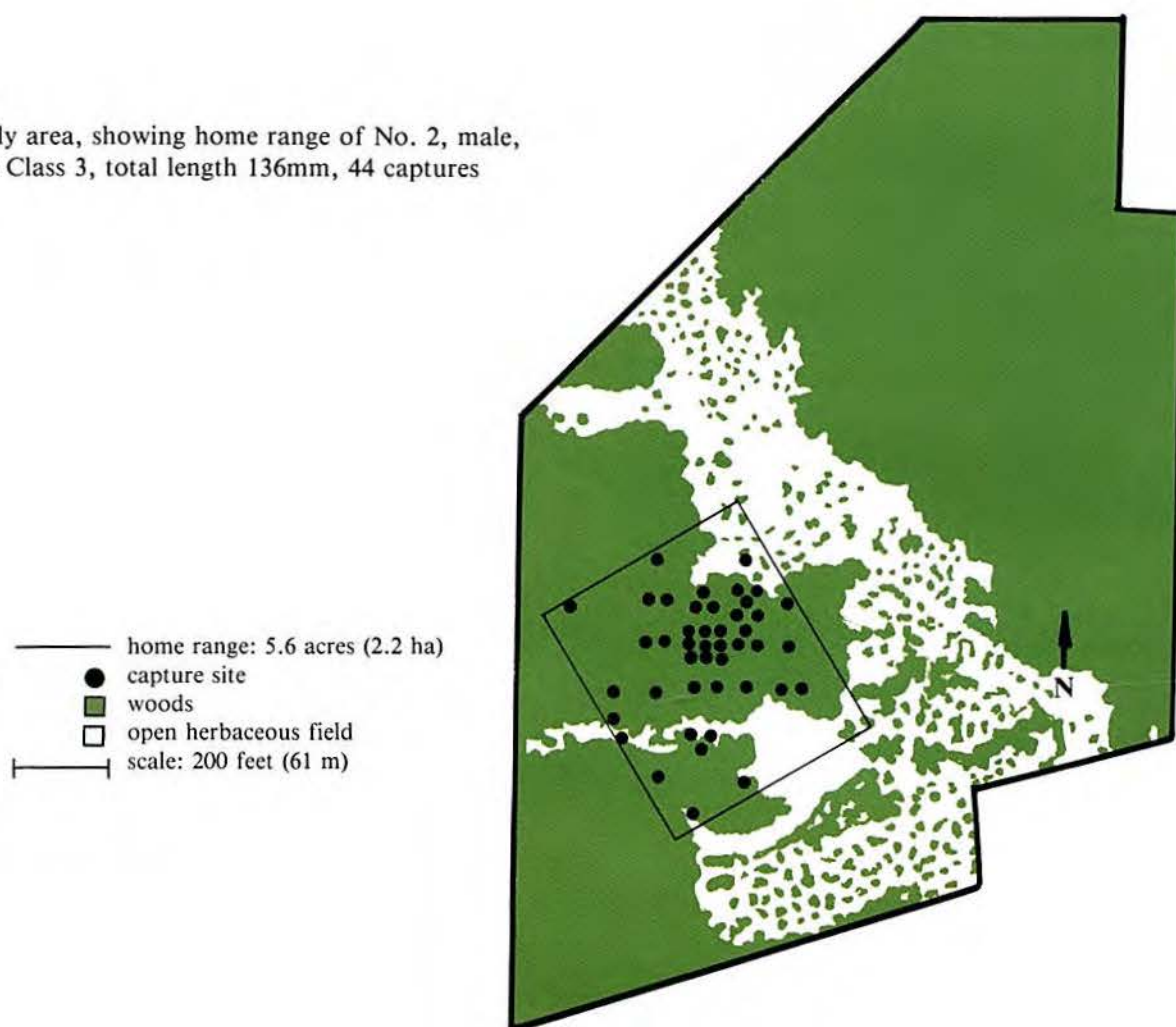 area, showing home range of No. 2, male,
Class 3, total length 136mm, 44 captures
home range: 5.6 acres (2.2 ha)
capture site
woods
open herbaceous field
scale: 200 feet (61 m)
N